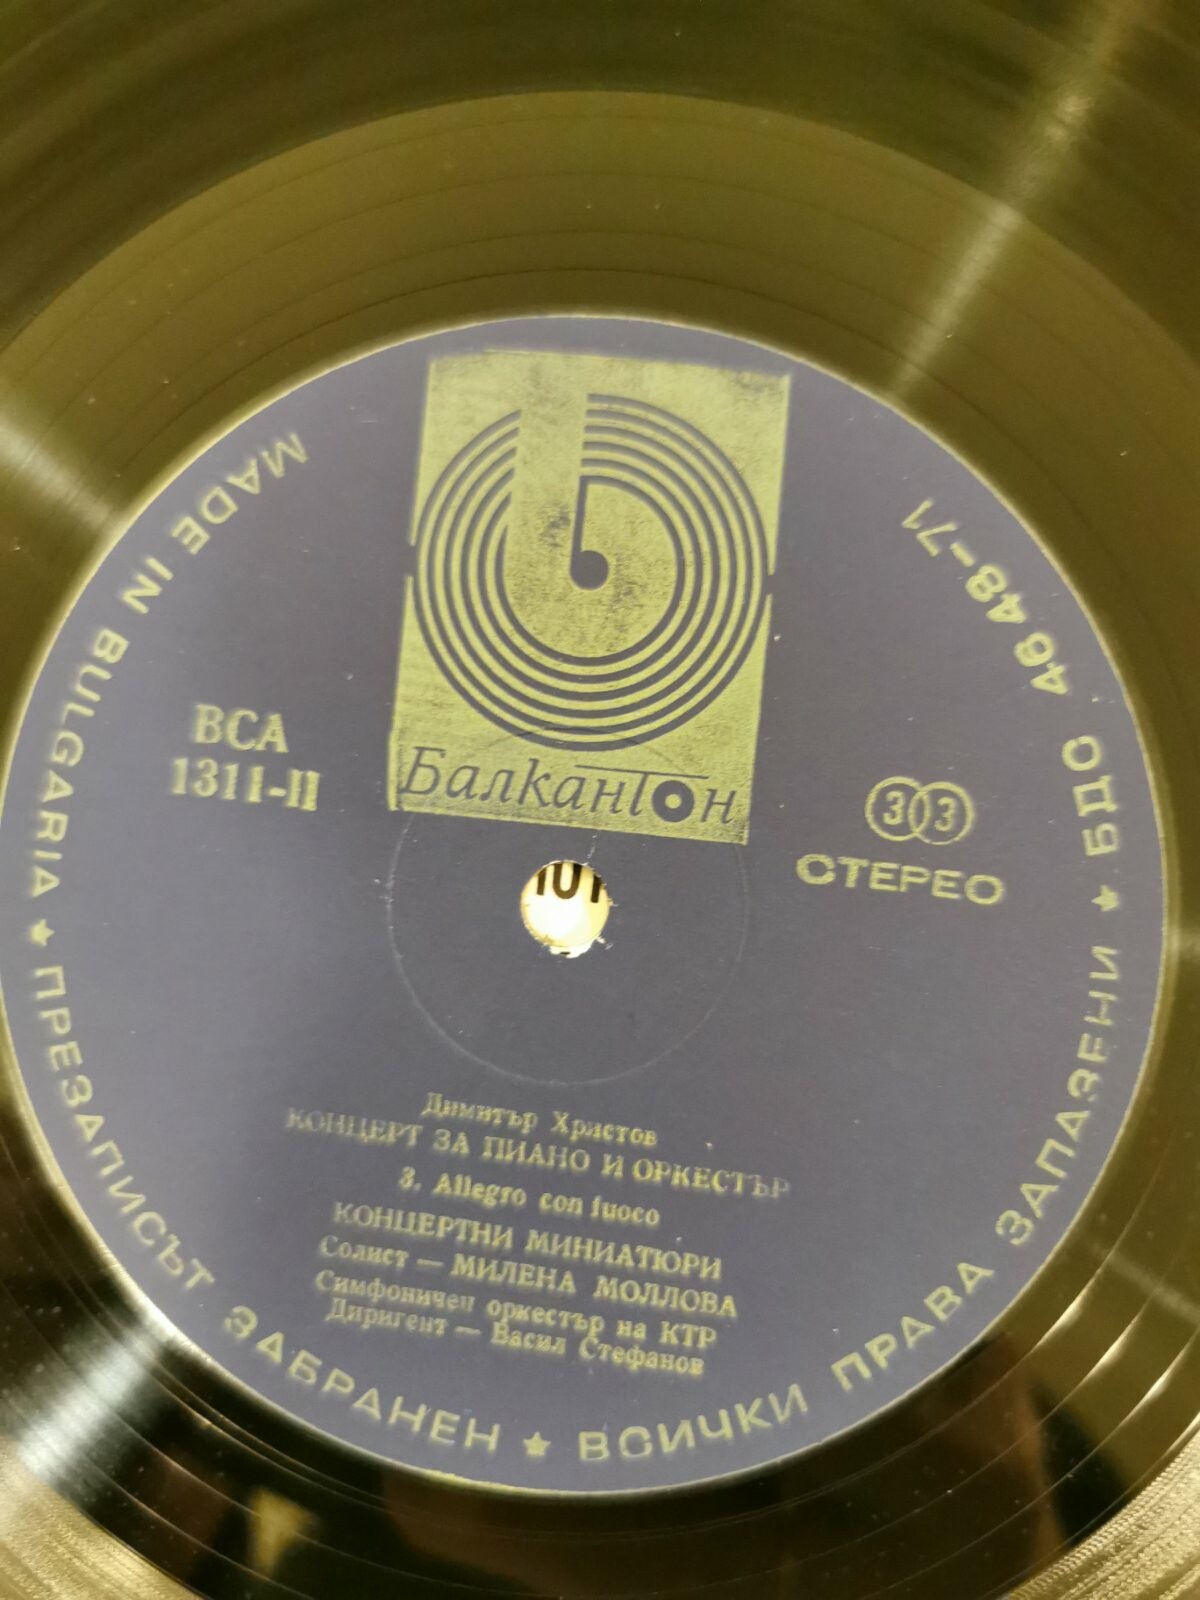 Балкантон
ВСА
1311-II
33
СТЕРЕО
Димитър Христов
КОНЦЕРТ ЗА ПИАНО И ОРКЕСТЪР
3. Allegro con fuoco
КОНЦЕРТНИ МИНИАТЮРИ
Солист — МИЛЕНА МОЛЛОВА
Симфоничен оркестър на КТР
Диригент — Васил Стефанов
MADE IN BULGARIA ★ ПРЕЗАПИСЪТ ЗАБРАНЕН ★ ВСИЧКИ ПРАВА ЗАПАЗЕНИ ★ БДС 4648-71